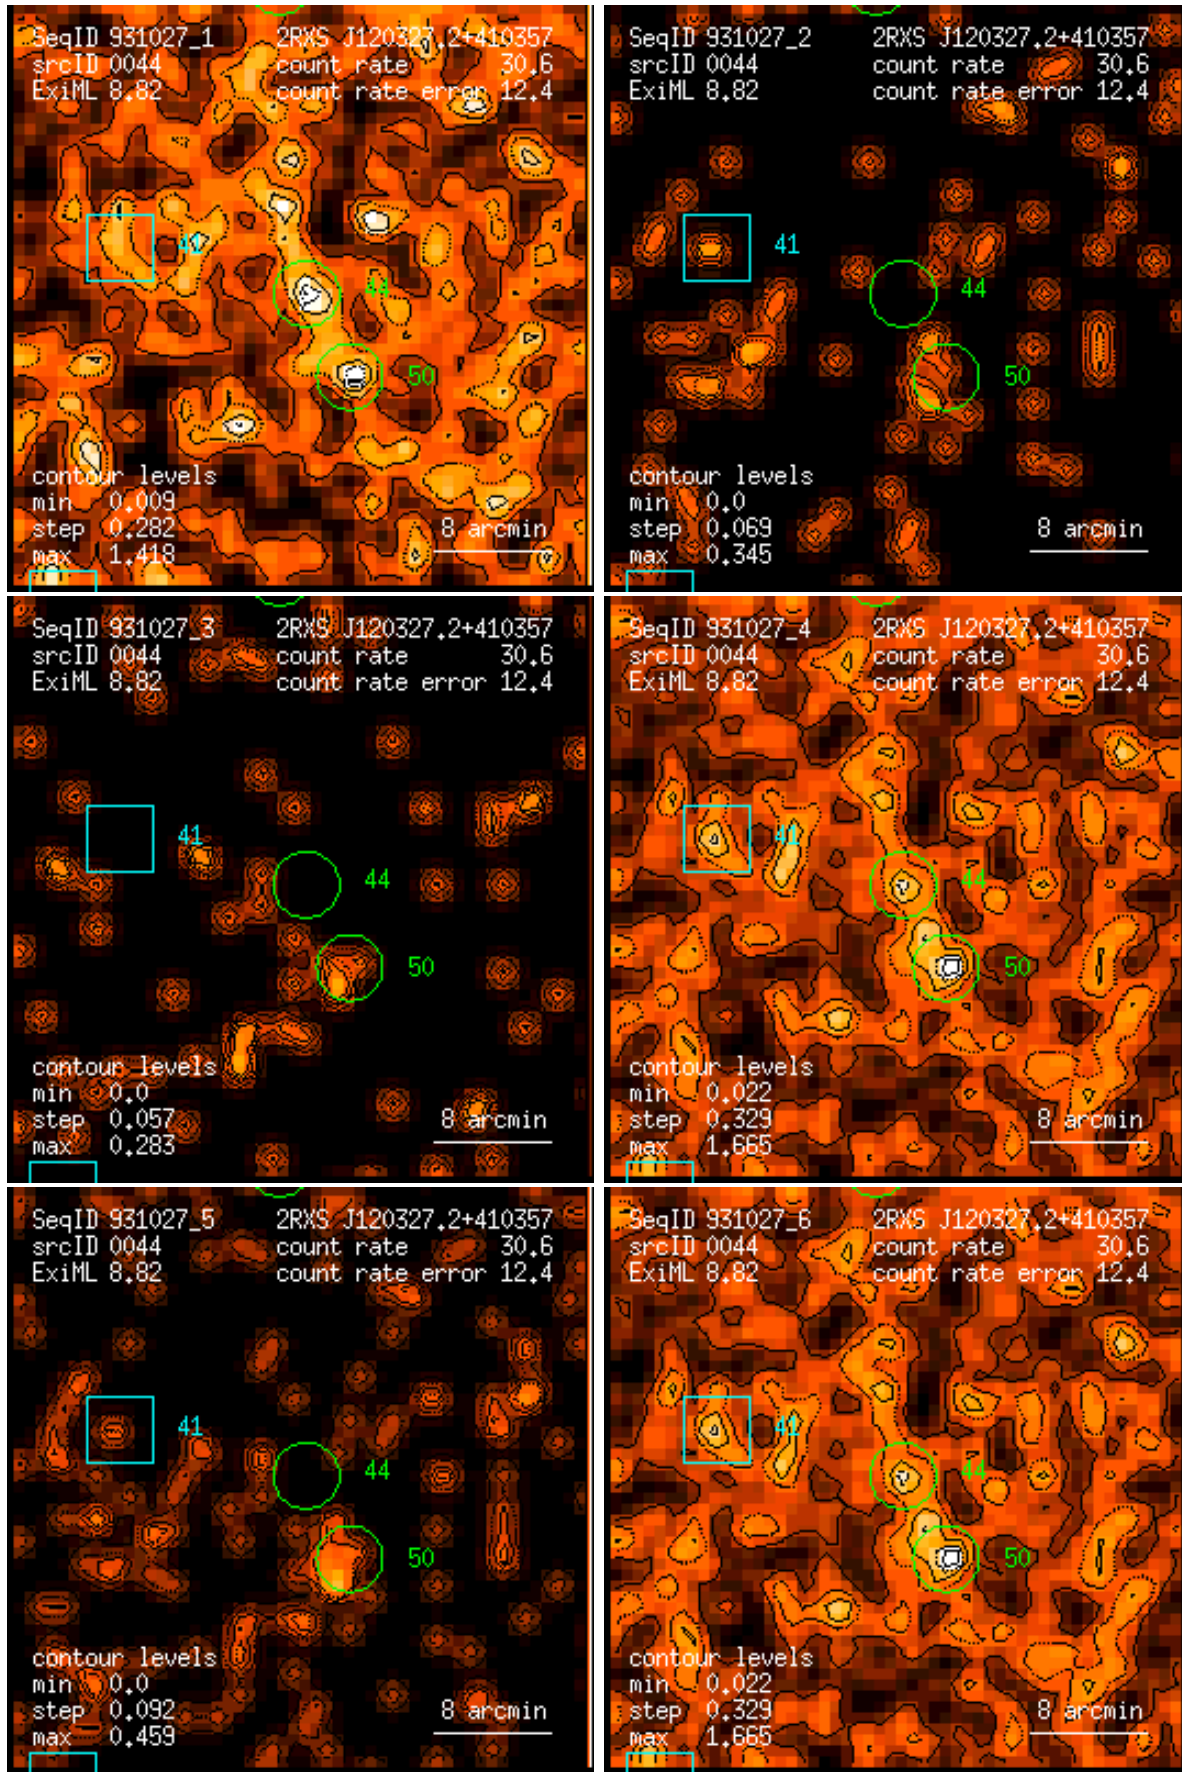 SeqID 931027_1 2RXS J120327.2+410357
srcID 0044 count rate 30.6
ExiML 8.82 count rate error 12.4
41
44
50
contour levels
min 0.009
step 0.282 8 arcmin
max 1.418
SeqID 931027_2 2RXS J120327.2+410357
srcID 0044 count rate 30.6
ExiML 8.82 count rate error 12.4
41
44
50
contour levels
min 0.0
step 0.069 8 arcmin
max 0.345
SeqID 931027_3 2RXS J120327.2+410357
srcID 0044 count rate 30.6
ExiML 8.82 count rate error 12.4
41
44
50
contour levels
min 0.0
step 0.057 8 arcmin
max 0.283
SeqID 931027_4 2RXS J120327.2+410357
srcID 0044 count rate 30.6
ExiML 8.82 count rate error 12.4
41
44
50
contour levels
min 0.022
step 0.329 8 arcmin
max 1.665
SeqID 931027_5 2RXS J120327.2+410357
srcID 0044 count rate 30.6
ExiML 8.82 count rate error 12.4
41
44
50
contour levels
min 0.0
step 0.092 8 arcmin
max 0.459
SeqID 931027_6 2RXS J120327.2+410357
srcID 0044 count rate 30.6
ExiML 8.82 count rate error 12.4
41
44
50
contour levels
min 0.022
step 0.329 8 arcmin
max 1.665